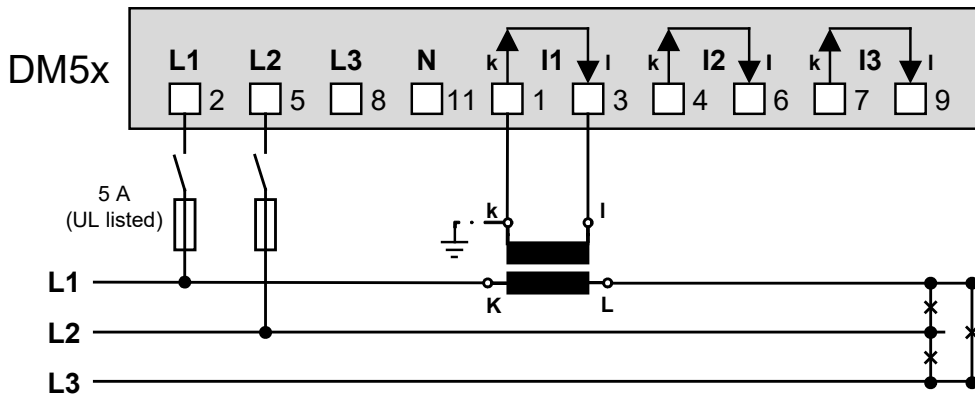 L1 L2 L3 N k I1 l k I2 l k I3 l
DM5x
2 5 8 11 1 3 4 6 7 9
5 A
(UL listed)
k l
L1
K L
L2
L3